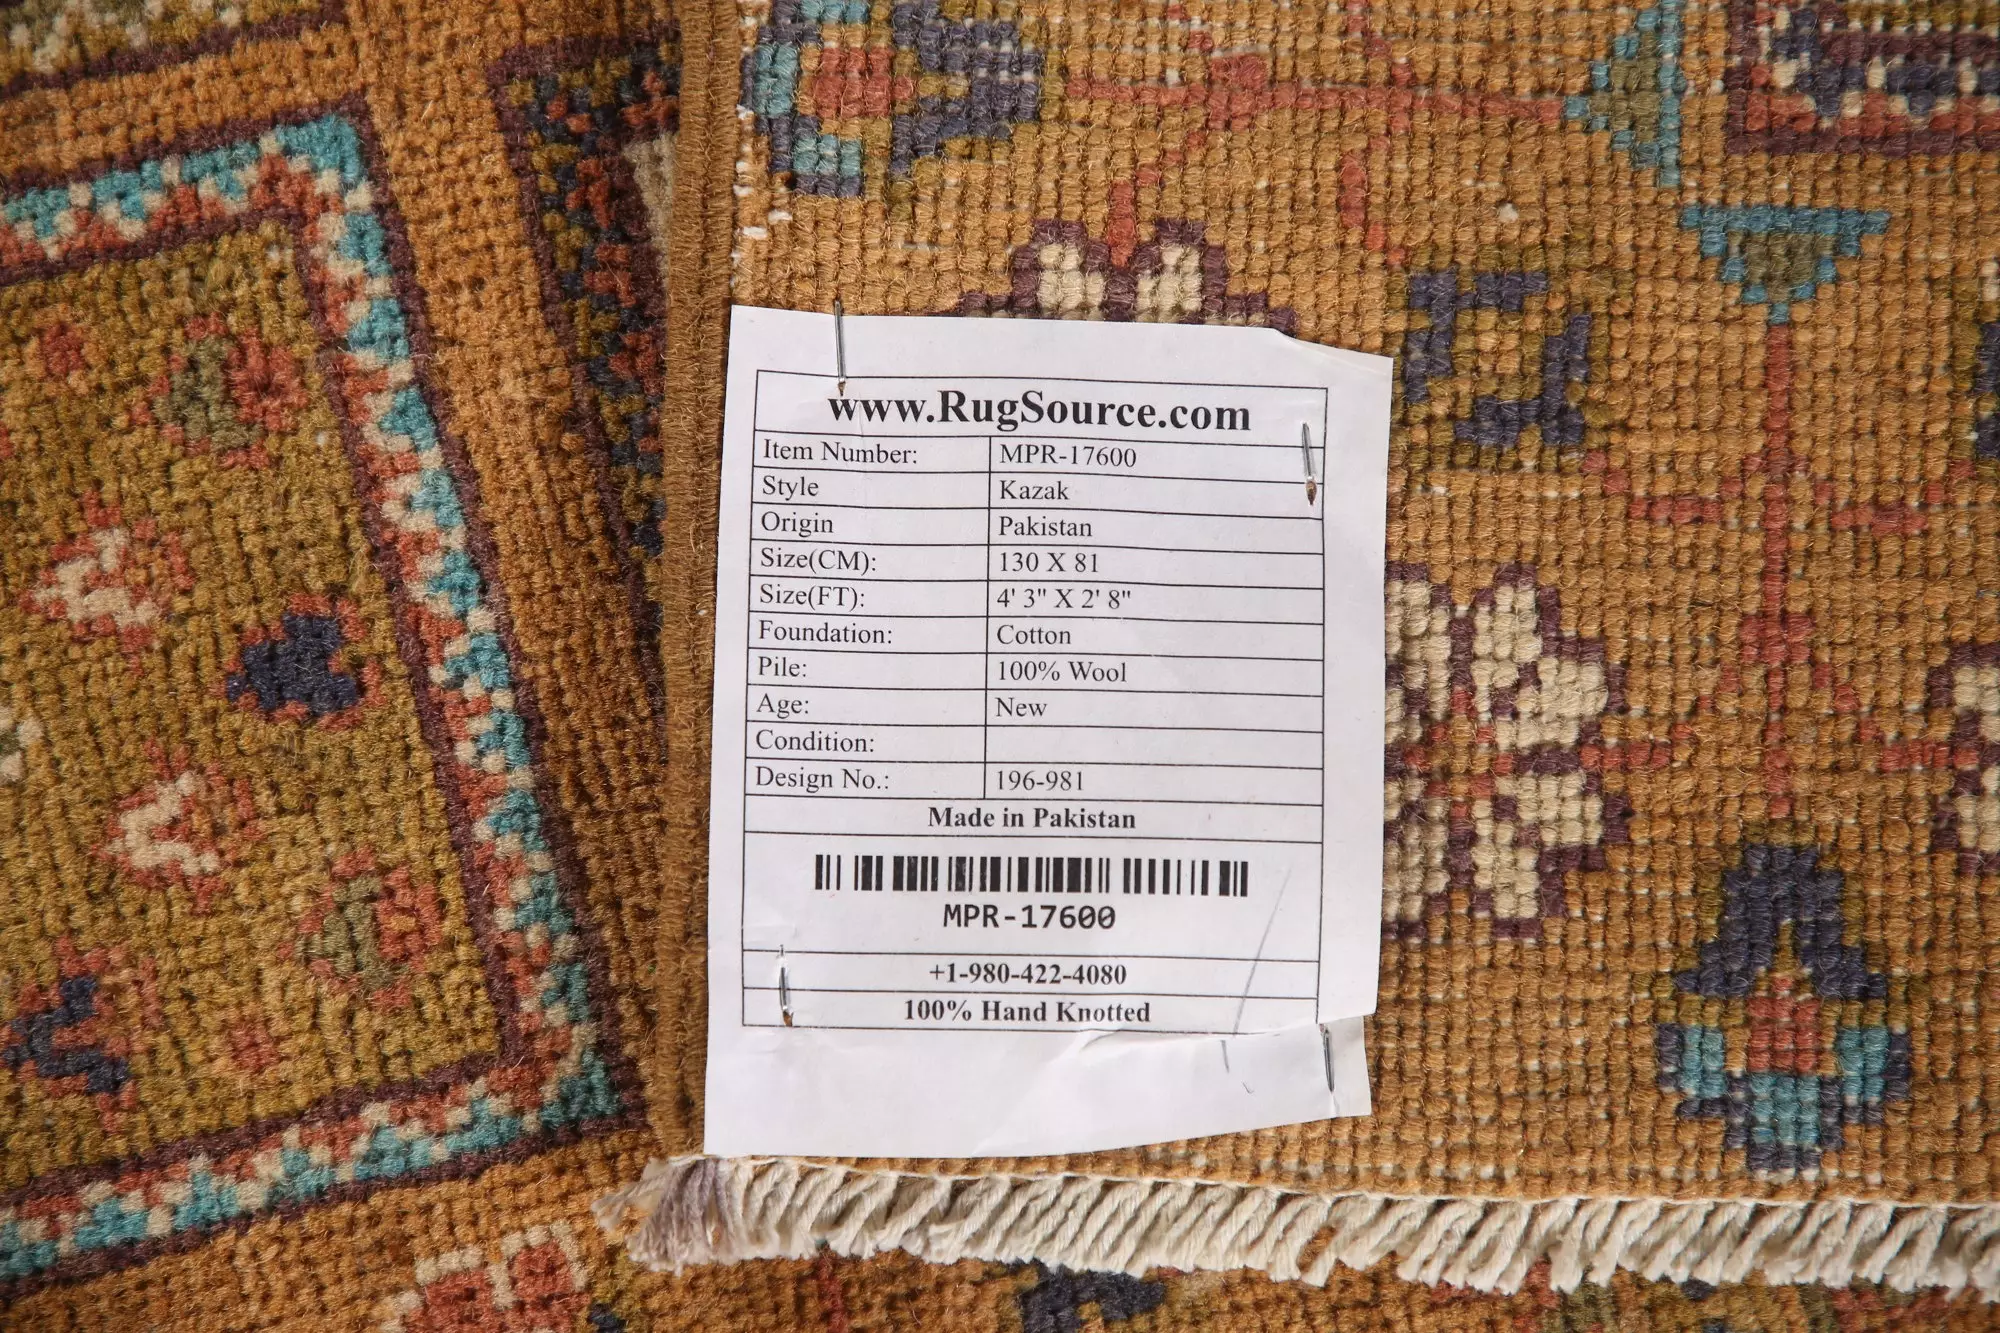 www.RugSource.com
Item Number: MPR-17600
Style Kazak
Origin Pakistan
Size(CM): 130 X 81
Size(FT): 4' 3" X 2' 8"
Foundation: Cotton
Pile: 100% Wool
Age: New
Condition:
Design No.: 196-981
Made in Pakistan
MPR-17600
+1-980-422-4080
100% Hand Knotted